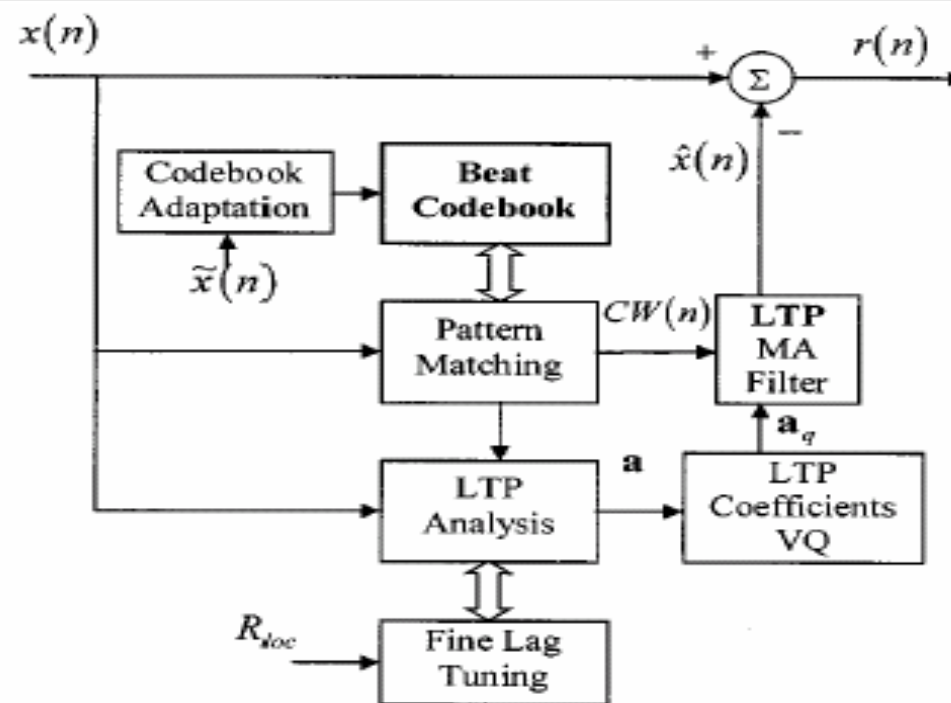 x(n)
+
Σ
r(n)
−
x̂(n)
Codebook
Adaptation
Beat
Codebook
x̃(n)
Pattern
Matching
CW(n)
LTP
MA
Filter
a_q
LTP
Analysis
a
LTP
Coefficients
VQ
R_loc
Fine Lag
Tuning